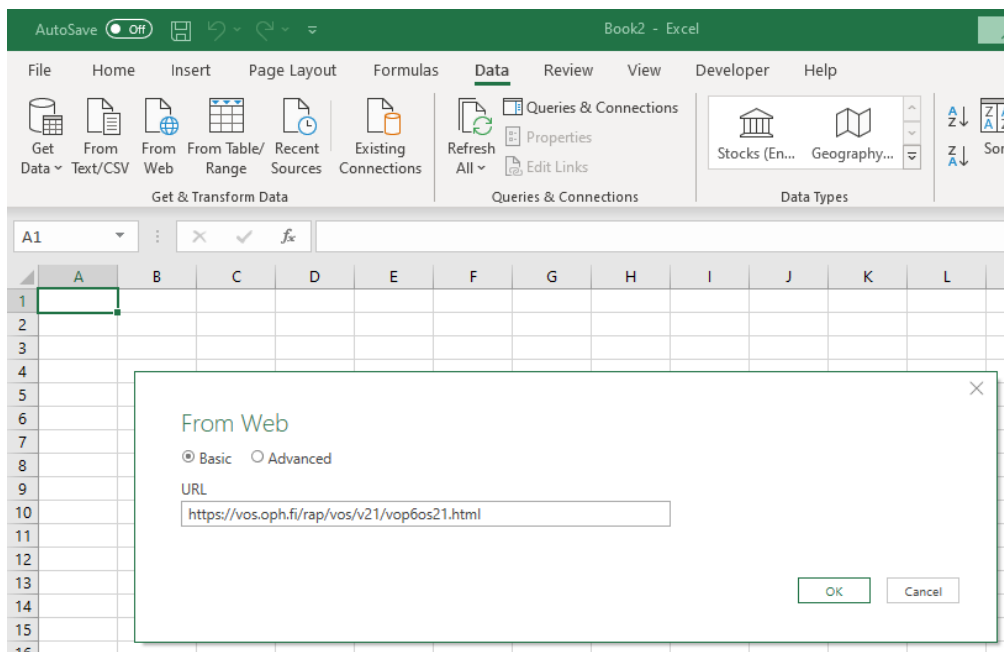 AutoSave Off Book2 - Excel
File Home Insert Page Layout Formulas Data Review View Developer Help
Get Data From Text/CSV From Web From Table/ Range Recent Sources Existing Connections
Get & Transform Data
Refresh All Queries & Connections
Properties
Edit Links
Queries & Connections
Stocks (En... Geography...
Data Types
A Z
Z A
Z A
Sor
A1 fx
A B C D E F G H I J K L
1
2
3
4
5
6
7
8
9
10
11
12
13
14
15
16
From Web
Basic Advanced
URL
https://vos.oph.fi/rap/vos/v21/vop6os21.html
OK Cancel